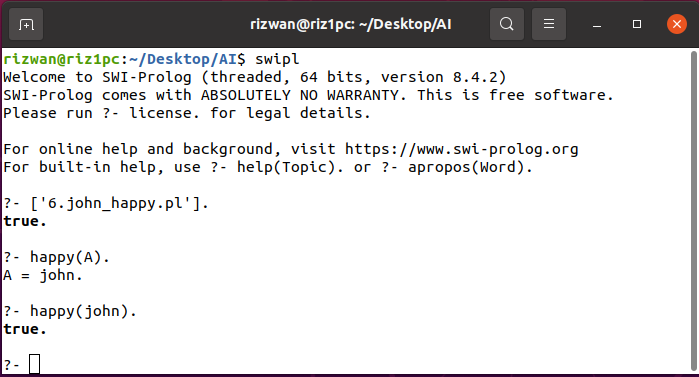 rizwan@riz1pc: ~/Desktop/AI
rizwan@riz1pc:~/Desktop/AI$ swipl
Welcome to SWI-Prolog (threaded, 64 bits, version 8.4.2)
SWI-Prolog comes with ABSOLUTELY NO WARRANTY. This is free software.
Please run ?- license. for legal details.
For online help and background, visit https://www.swi-prolog.org
For built-in help, use ?- help(Topic). or ?- apropos(Word).
?- ['6.john_happy.pl'].
true.
?- happy(A).
A = john.
?- happy(john).
true.
?-